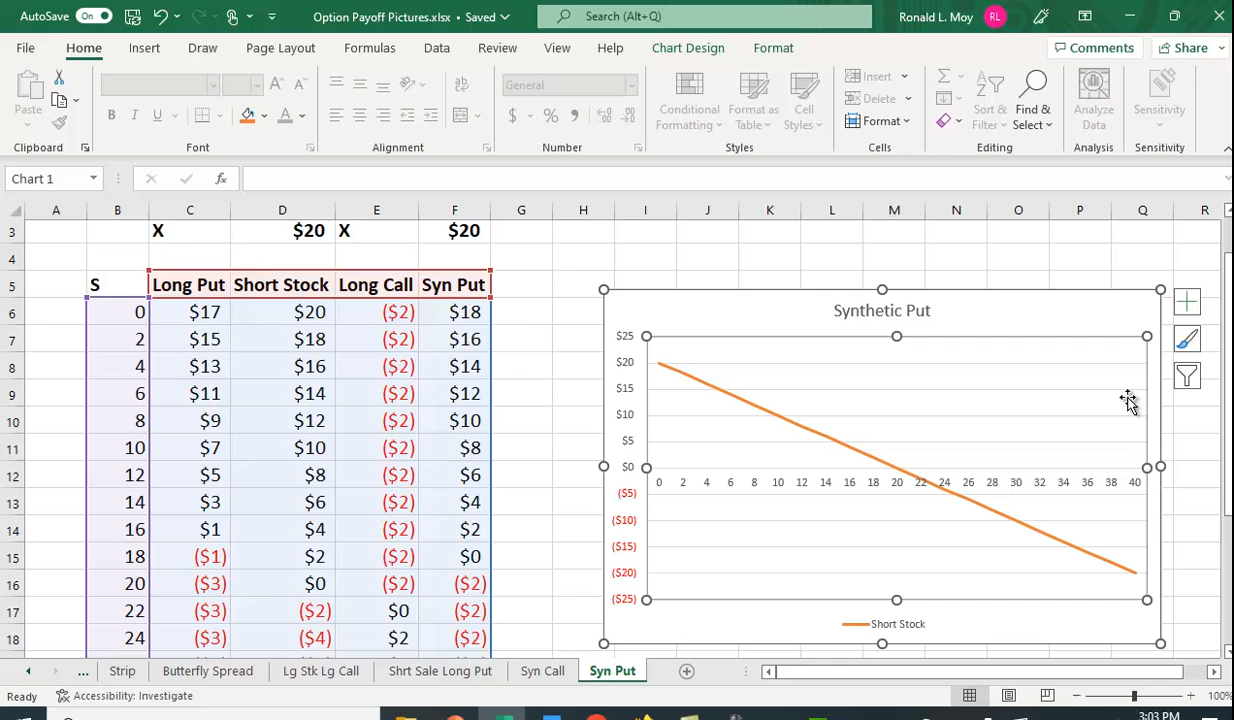 AutoSave On Option Payoff Pictures.xlsx • Saved Search (Alt+Q) Ronald L. Moy RL
File Home Insert Draw Page Layout Formulas Data Review View Help Chart Design Format Comments Share
Paste B I U A A A ab General $ % 9 Conditional Formatting Format as Table Cell Styles Insert Delete Format Sort & Filter Find & Select Analyze Data Sensitivity
Clipboard Font Alignment Number Styles Cells Editing Analysis Sensitivity
Chart 1 fx
A B C D E F G H I J K L M N O P Q R
3 X $20 X $20
4
5 S Long Put Short Stock Long Call Syn Put
6 0 $17 $20 ($2) $18
7 2 $15 $18 ($2) $16
8 4 $13 $16 ($2) $14
9 6 $11 $14 ($2) $12
10 8 $9 $12 ($2) $10
11 10 $7 $10 ($2) $8
12 12 $5 $8 ($2) $6
13 14 $3 $6 ($2) $4
14 16 $1 $4 ($2) $2
15 18 ($1) $2 ($2) $0
16 20 ($3) $0 ($2) ($2)
17 22 ($3) ($2) $0 ($2)
18 24 ($3) ($4) $2 ($2)
Synthetic Put
$25
$20
$15
$10
$5
$0
0 2 4 6 8 10 12 14 16 18 20 22 24 26 28 30 32 34 36 38 40
($5)
($10)
($15)
($20)
($25)
Short Stock
... Strip Butterfly Spread Lg Stk Lg Call Shrt Sale Long Put Syn Call Syn Put
Ready Accessibility: Investigate 100%
3:03 PM